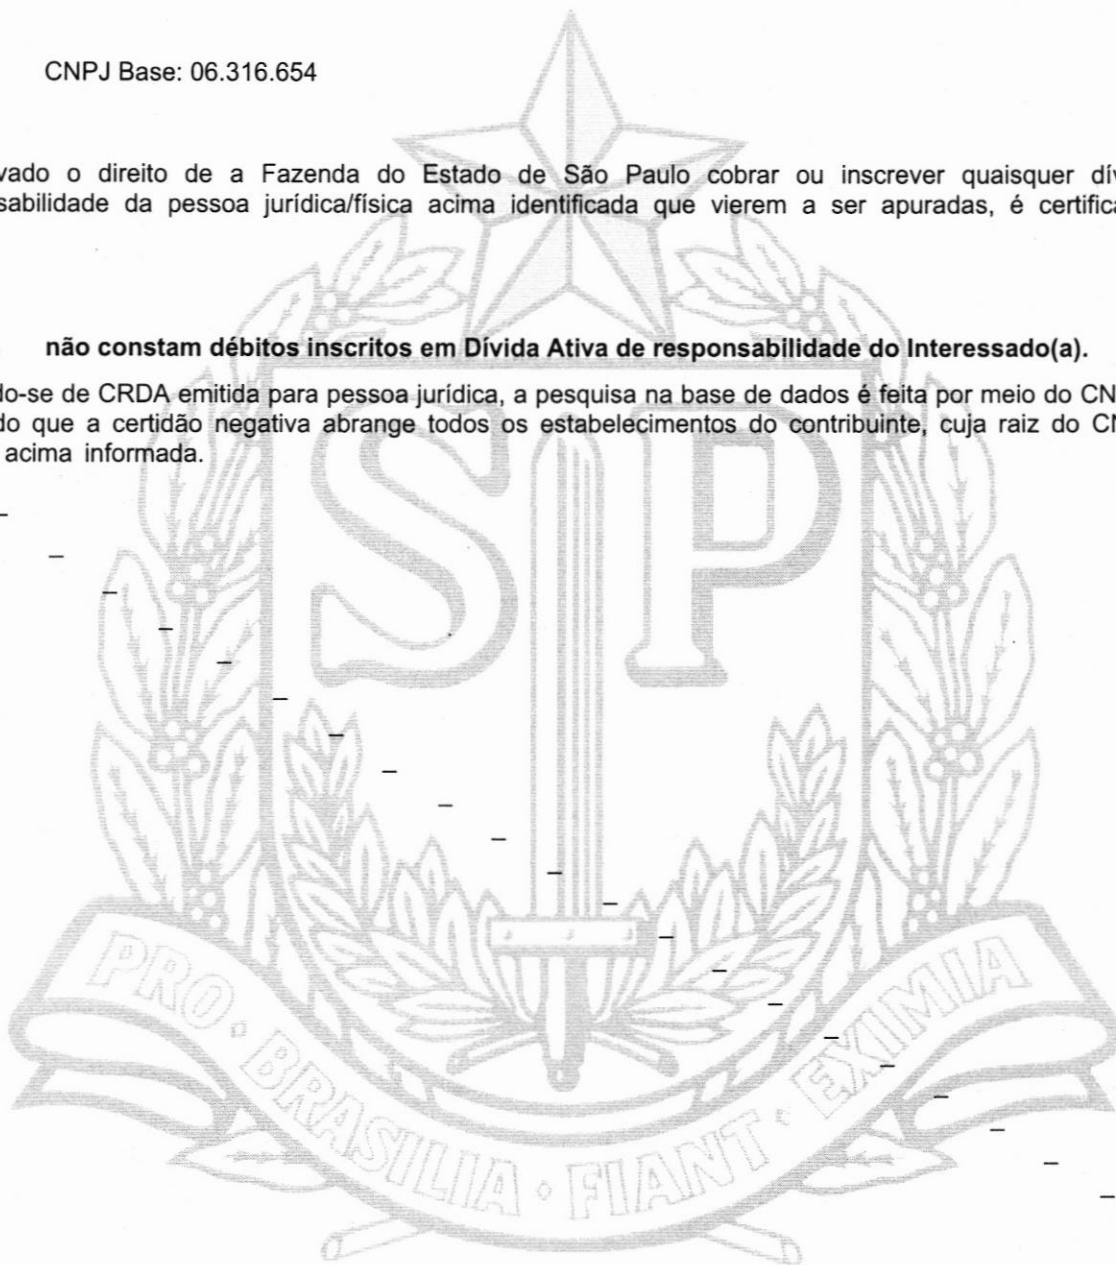 CNPJ Base: 06.316.654
vado o direito de a Fazenda do Estado de São Paulo cobrar ou inscrever quaisquer dív
sabilidade da pessoa jurídica/física acima identificada que vierem a ser apuradas, é certifica
não constam débitos inscritos em Dívida Ativa de responsabilidade do Interessado(a).
do-se de CRDA emitida para pessoa jurídica, a pesquisa na base de dados é feita por meio do CN
do que a certidão negativa abrange todos os estabelecimentos do contribuinte, cuja raiz do CN
acima informada.
SP
PRO · BRASILIA · FIANT · EXIMIA